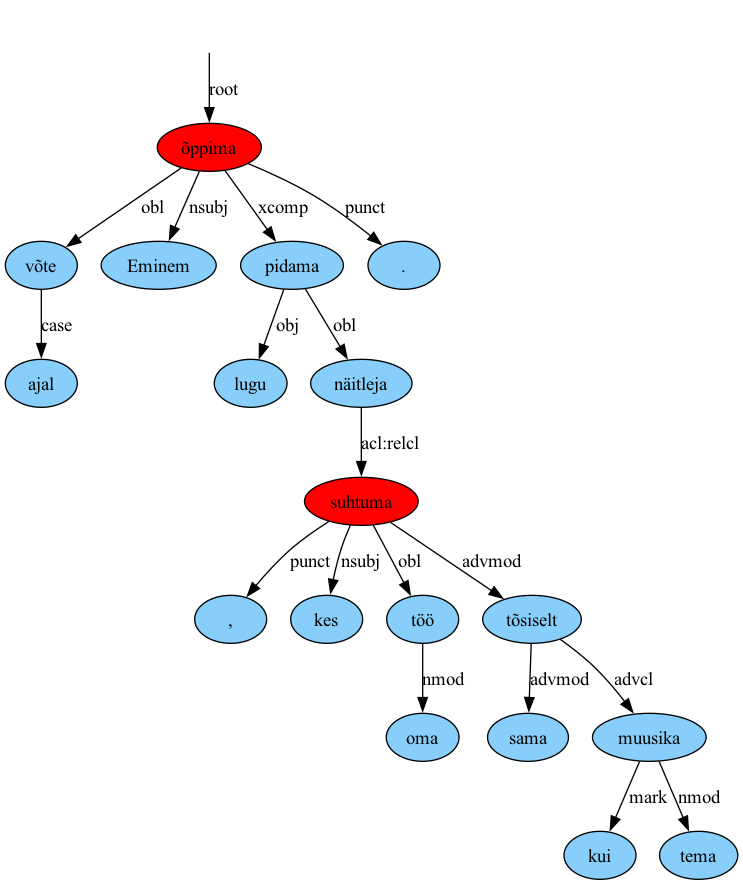 root
õppima
obl nsubj xcomp punct
võte Eminem pidama .
case obj obl
ajal lugu näitleja
acl:relcl
suhtuma
punct nsubj obl advmod
, kes töö tõsiselt
nmod advmod advcl
oma sama muusika
mark nmod
kui tema